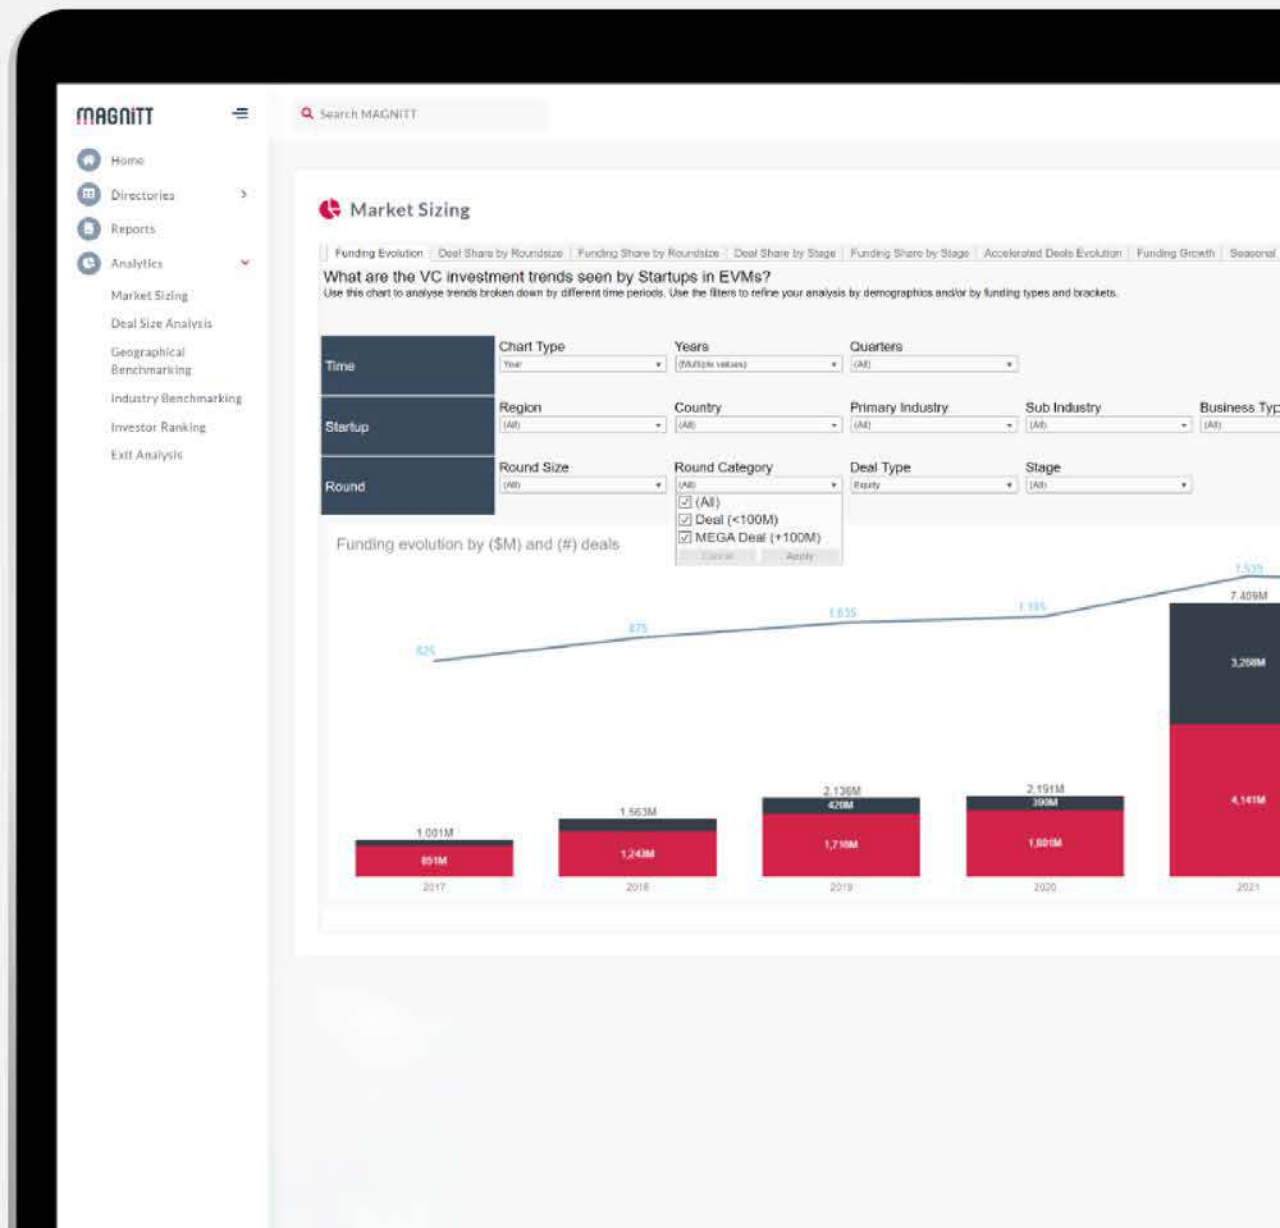 MAGNiTT
Search MAGNiTT
Home
Directories
Reports
Analytics
Market Sizing
Deal Size Analysis
Geographical
Benchmarking
Industry Benchmarking
Investor Ranking
Exit Analysis
Market Sizing
Funding Evolution Deal Share by Roundsize Funding Share by Roundsize Deal Share by Stage Funding Share by Stage Accelerated Deals Evolution Funding Growth Seasonal
What are the VC investment trends seen by Startups in EVMs?
Use this chart to analyse trends broken down by different time periods. Use the filters to refine your analysis by demographics and/or by funding types and brackets.
Time
Chart Type Years Quarters
Year (Multiple values) (All)
Startup
Region Country Primary Industry Sub Industry Business Typ
(All) (All) (All) (All) (All)
Round
Round Size Round Category Deal Type Stage
(All) (All) Equity (All)
(All)
Deal (<100M)
MEGA Deal (+100M)
Cancel Apply
Funding evolution by ($M) and (#) deals
825 875
1,001M 1,563M 2,136M 2,191M 7,409M
420M 390M 3,268M
851M 1,243M 1,716M 1,801M 4,141M
2017 2018 2019 2020 2021